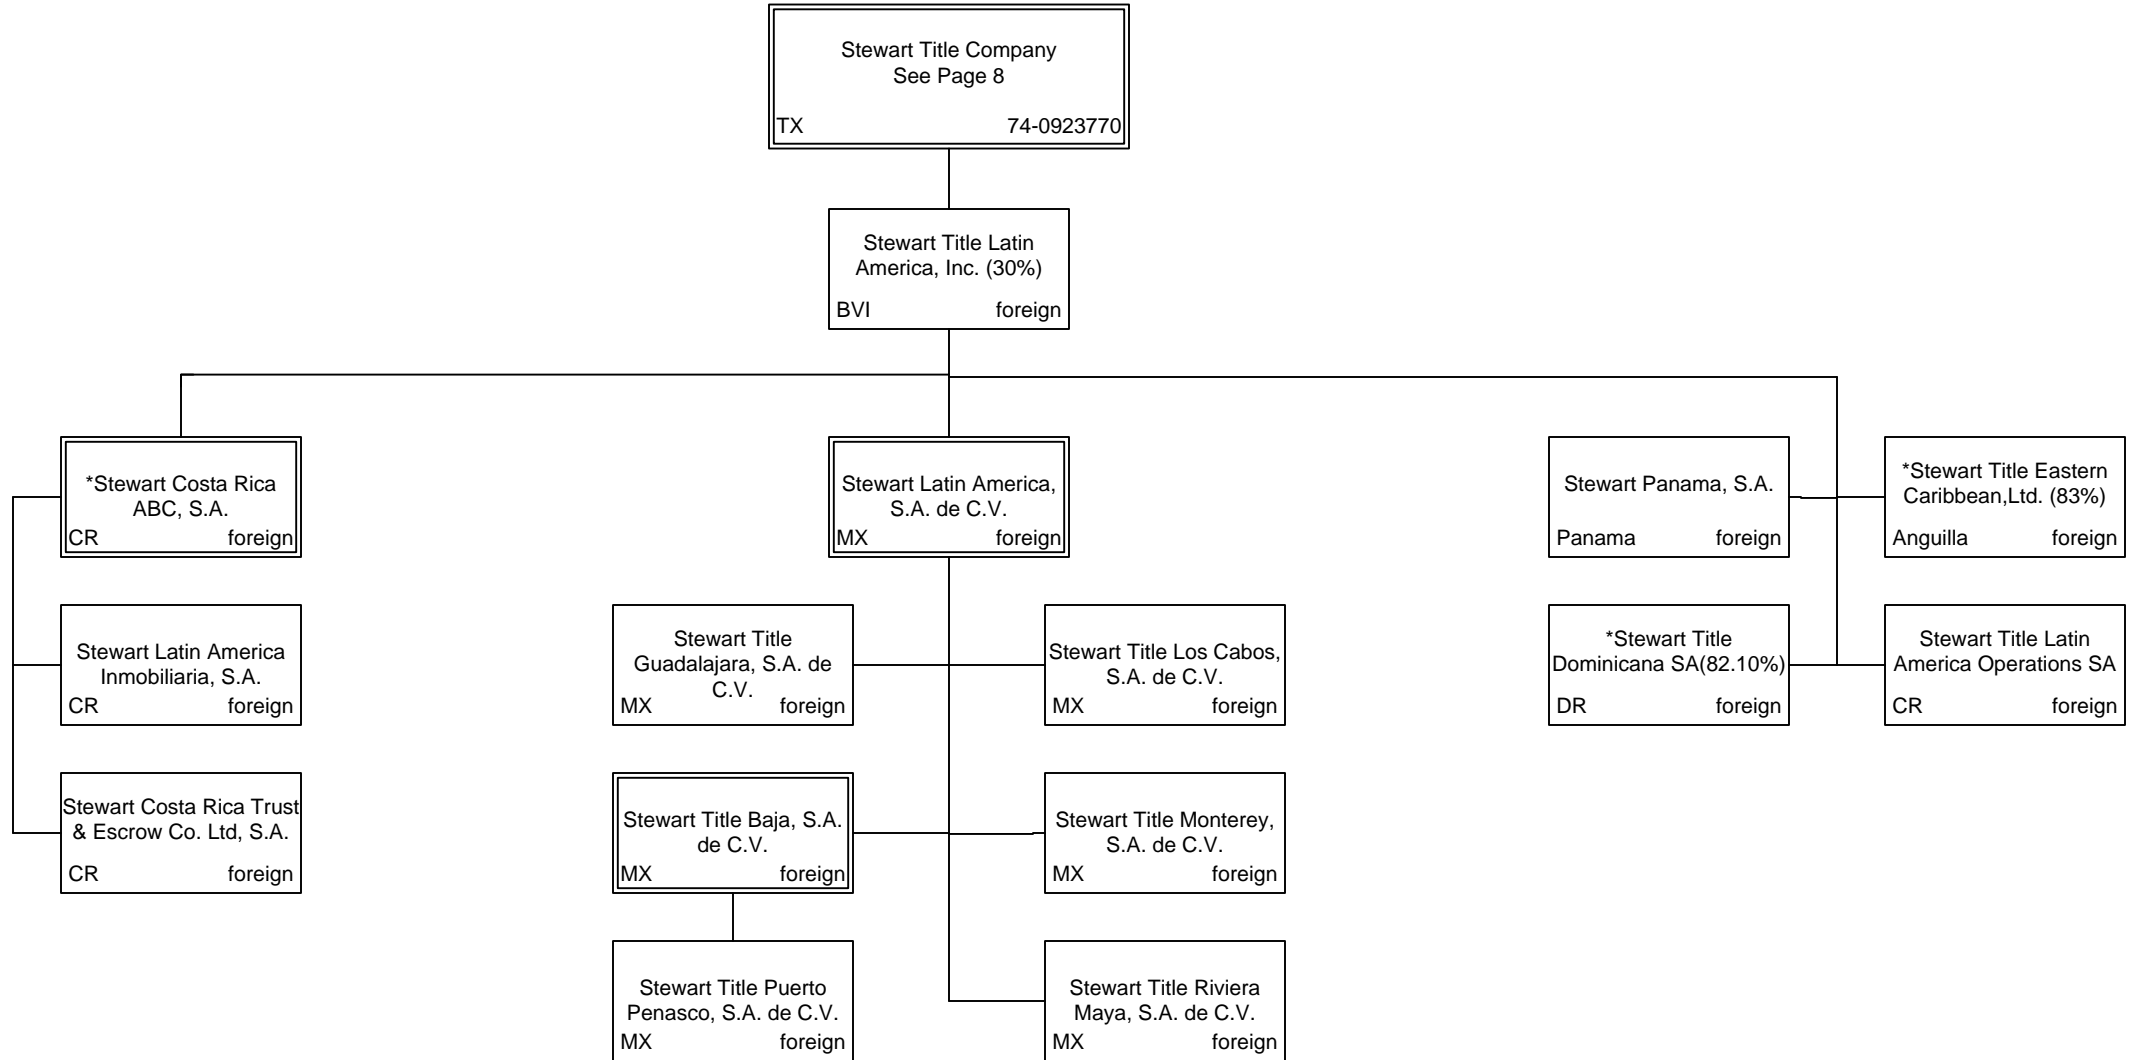 Stewart Title Company
See Page 8
TX 74-0923770
Stewart Title Latin
America, Inc. (30%)
BVI foreign
*Stewart Costa Rica
ABC, S.A.
CR foreign
Stewart Latin America,
S.A. de C.V.
MX foreign
Stewart Panama, S.A.
Panama foreign
*Stewart Title Eastern
Caribbean,Ltd. (83%)
Anguilla foreign
Stewart Latin America
Inmobiliaria, S.A.
CR foreign
Stewart Title
Guadalajara, S.A. de
C.V.
MX foreign
Stewart Title Los Cabos,
S.A. de C.V.
MX foreign
*Stewart Title
Dominicana SA(82.10%)
DR foreign
Stewart Title Latin
America Operations SA
CR foreign
Stewart Costa Rica Trust
& Escrow Co. Ltd, S.A.
CR foreign
Stewart Title Baja, S.A.
de C.V.
MX foreign
Stewart Title Monterey,
S.A. de C.V.
MX foreign
Stewart Title Puerto
Penasco, S.A. de C.V.
MX foreign
Stewart Title Riviera
Maya, S.A. de C.V.
MX foreign